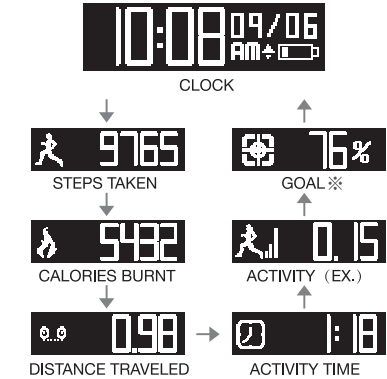 10:08 09/06
AM
CLOCK
9765
STEPS TAKEN
5432
CALORIES BURNT
0.98
DISTANCE TRAVELED
1:18
ACTIVITY TIME
0.15
ACTIVITY (EX.)
76%
GOAL※